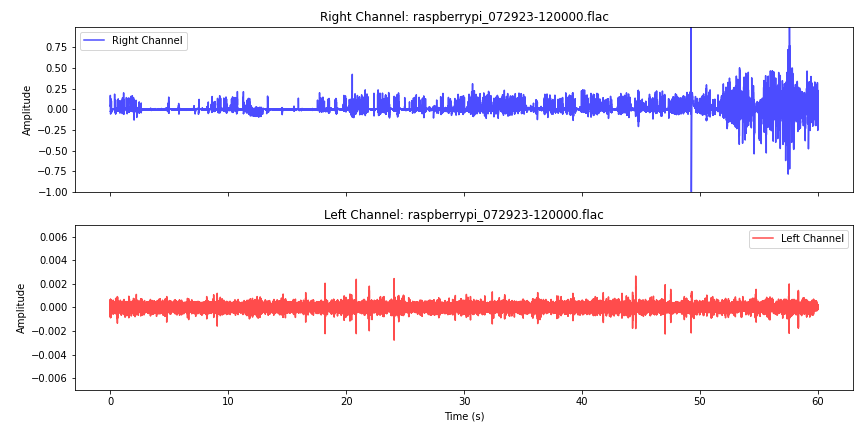 Right Channel: raspberrypi_072923-120000.flac
Right Channel
Amplitude
0.75
0.50
0.25
0.00
−0.25
−0.50
−0.75
−1.00
Left Channel: raspberrypi_072923-120000.flac
Left Channel
Amplitude
0.006
0.004
0.002
0.000
−0.002
−0.004
−0.006
0 10 20 30 40 50 60
Time (s)